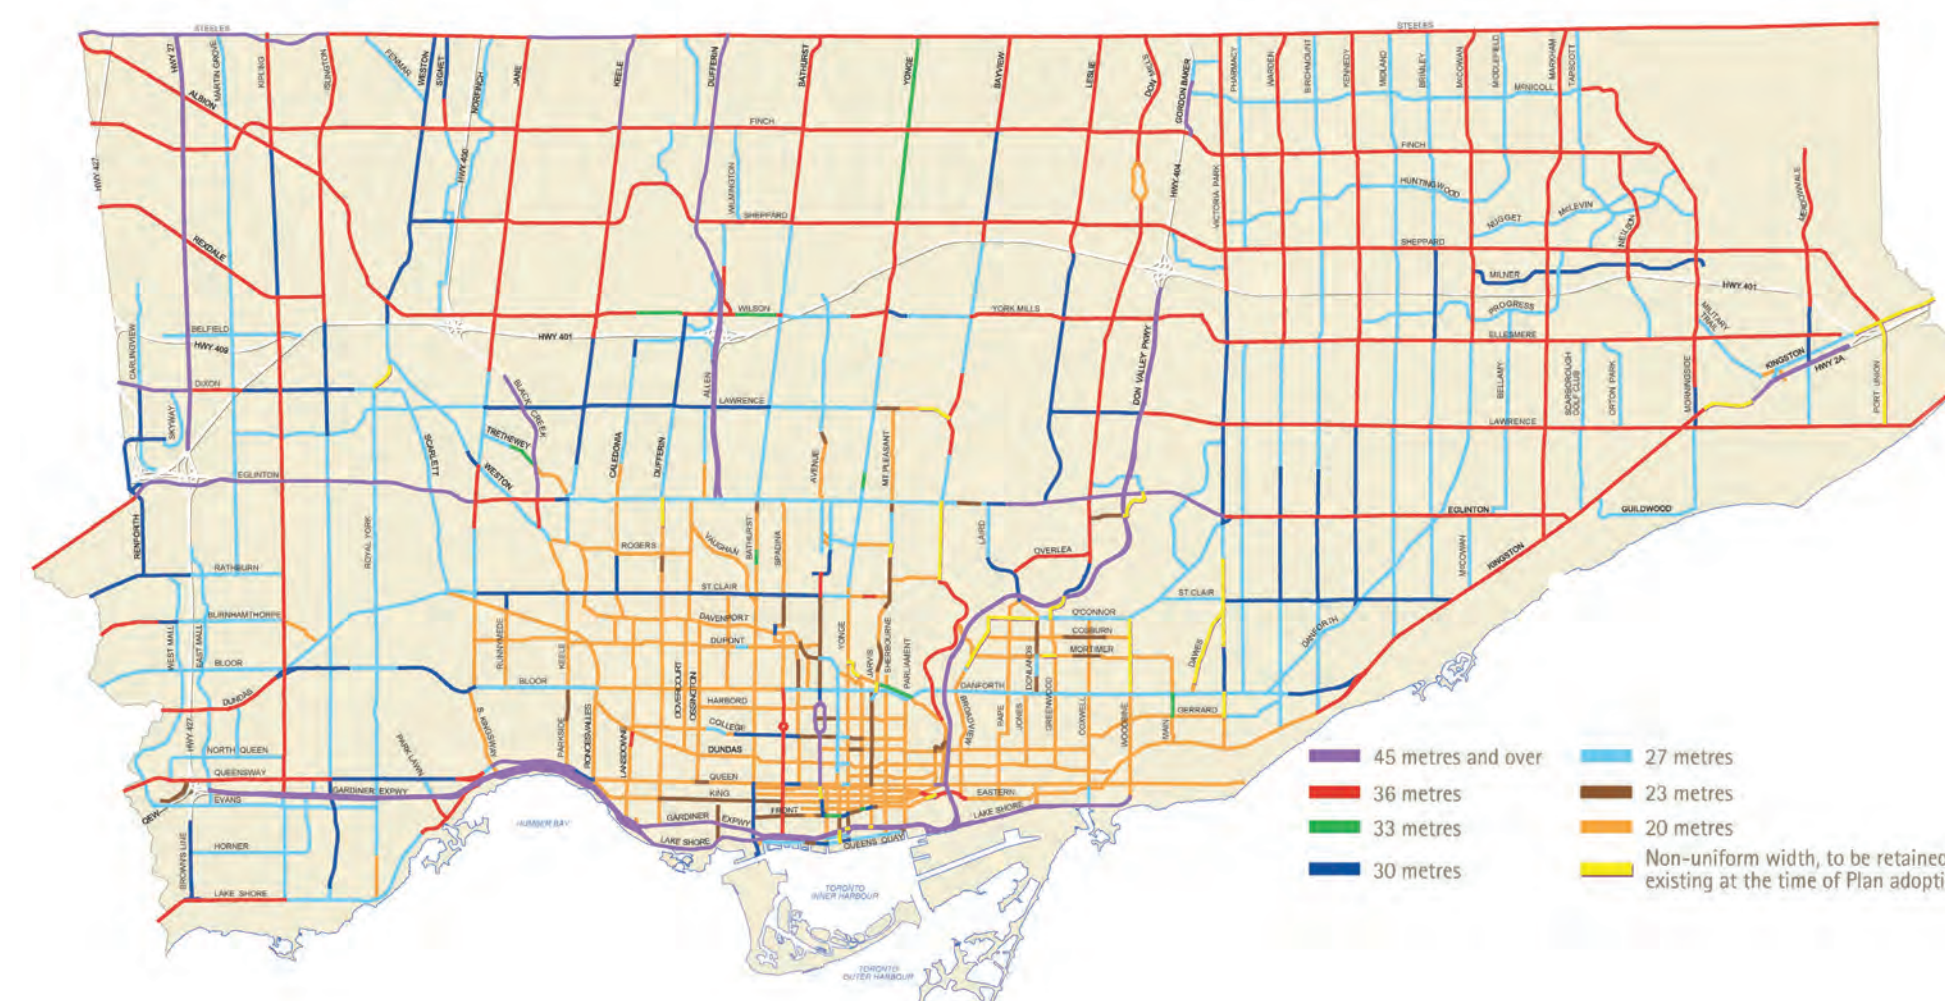 STEELES
STEELES
HWY 27
MARTIN GROVE
KIPLING
ISLINGTON
FENMAR
WESTON
SIGNET
NORFINCH
JANE
KEELE
DUFFERIN
BATHURST
YONGE
BAYVIEW
LESLIE
DON MILLS
GORDON BAKER
PHARMACY
WARDEN
BIRCHMOUNT
KENNEDY
MIDLAND
BRIMLEY
MCCOWAN
MIDDLEFIELD
MARKHAM
TAPSCOTT
ALBION
McNICOLL
FINCH
FINCH
HWY 427
HWY 400
WILMINGTON
HWY 404
VICTORIA PARK
HUNTINGWOOD
NUGGET
McLEVIN
NEILSON
MEADOWVALE
SHEPPARD
SHEPPARD
REXDALE
MILNER
HWY 401
PROGRESS
MILITARY
TRAIL
WILSON
YORK MILLS
BELFIELD
HWY 409
HWY 401
ELLESMERE
CARLINGVIEW
DON VALLEY PKWY
KINGSTON
HWY 2A
DIXON
BLACK CREEK
ALLEN
LAWRENCE
BELLAMY
SCARBOROUGH
GOLF CLUB
ORTON PARK
MORNINGSIDE
PORT UNION
SKYWAY
LAWRENCE
TRETHEWEY
SCARLETT
WESTON
CALEDONIA
DUFFERIN
AVENUE
MT PLEASANT
EGLINTON
EGLINTON
GUILDWOOD
RENFORTH
ROYAL YORK
ROGERS
VAUGHAN
BATHURST
SPADINA
LAIRD
OVERLEA
McCOWAN
KINGSTON
RATHBURN
ST CLAIR
ST CLAIR
BURNHAMTHORPE
DAVENPORT
O'CONNOR
WEST MALL
EAST MALL
RUNNYMEDE
KEELE
DUPONT
YONGE
JARVIS
SHERBOURNE
PARLIAMENT
COSBURN
MORTIMER
DAWES
DANFORTH
BLOOR
BLOOR
DUNDAS
DOVERCOURT
OSSINGTON
HARBORD
DANFORTH
DONLANDS
GREENWOOD
BROADVIEW
PAPE
JONES
COXWELL
WOODBINE
MAIN
GERRARD
HWY 427
S. KINGSWAY
PARKSIDE
RONCESVALLES
LANSDOWNE
COLLEGE
DUNDAS
NORTH QUEEN
PARK LAWN
QUEENSWAY
QUEEN
GARDINER EXPWY
KING
EASTERN
QEW
EVANS
FRONT
LAKE SHORE
GARDINER EXPWY
HUMBER BAY
LAKE SHORE
QUEENS QUAY
BROWN'S LINE
HORNER
LAKE SHORE
TORONTO
INNER HARBOUR
TORONTO
OUTER HARBOUR
45 metres and over
36 metres
33 metres
30 metres
27 metres
23 metres
20 metres
Non-uniform width, to be retained
existing at the time of Plan adopti